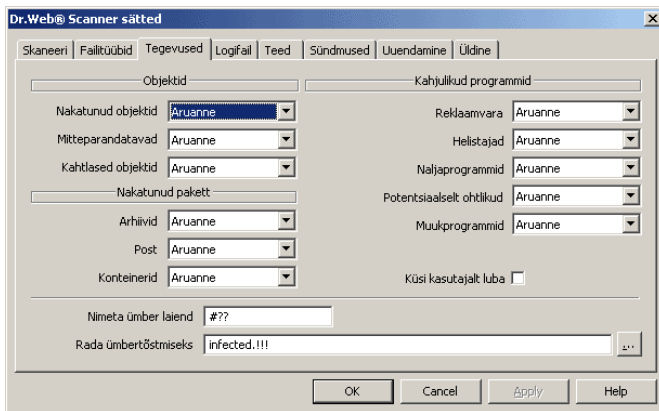 Dr.Web® Scanner sätted
Skaneeri Failitüübid Tegevused Logifail Teed Sündmused Uuendamine Üldine
Objektid
Nakatunud objektid Aruanne
Mitteparandatavad Aruanne
Kahtlased objektid Aruanne
Nakatunud pakett
Arhiivid Aruanne
Post Aruanne
Konteinerid Aruanne
Kahjulikud programmid
Reklaamvara Aruanne
Helistajad Aruanne
Naljaprogrammid Aruanne
Potentsiaalselt ohtlikud Aruanne
Muukprogrammid Aruanne
Küsi kasutajalt luba
Nimeta ümber laiend #??
Rada ümbertõstmiseks infected.!!! ...
OK Cancel Apply Help